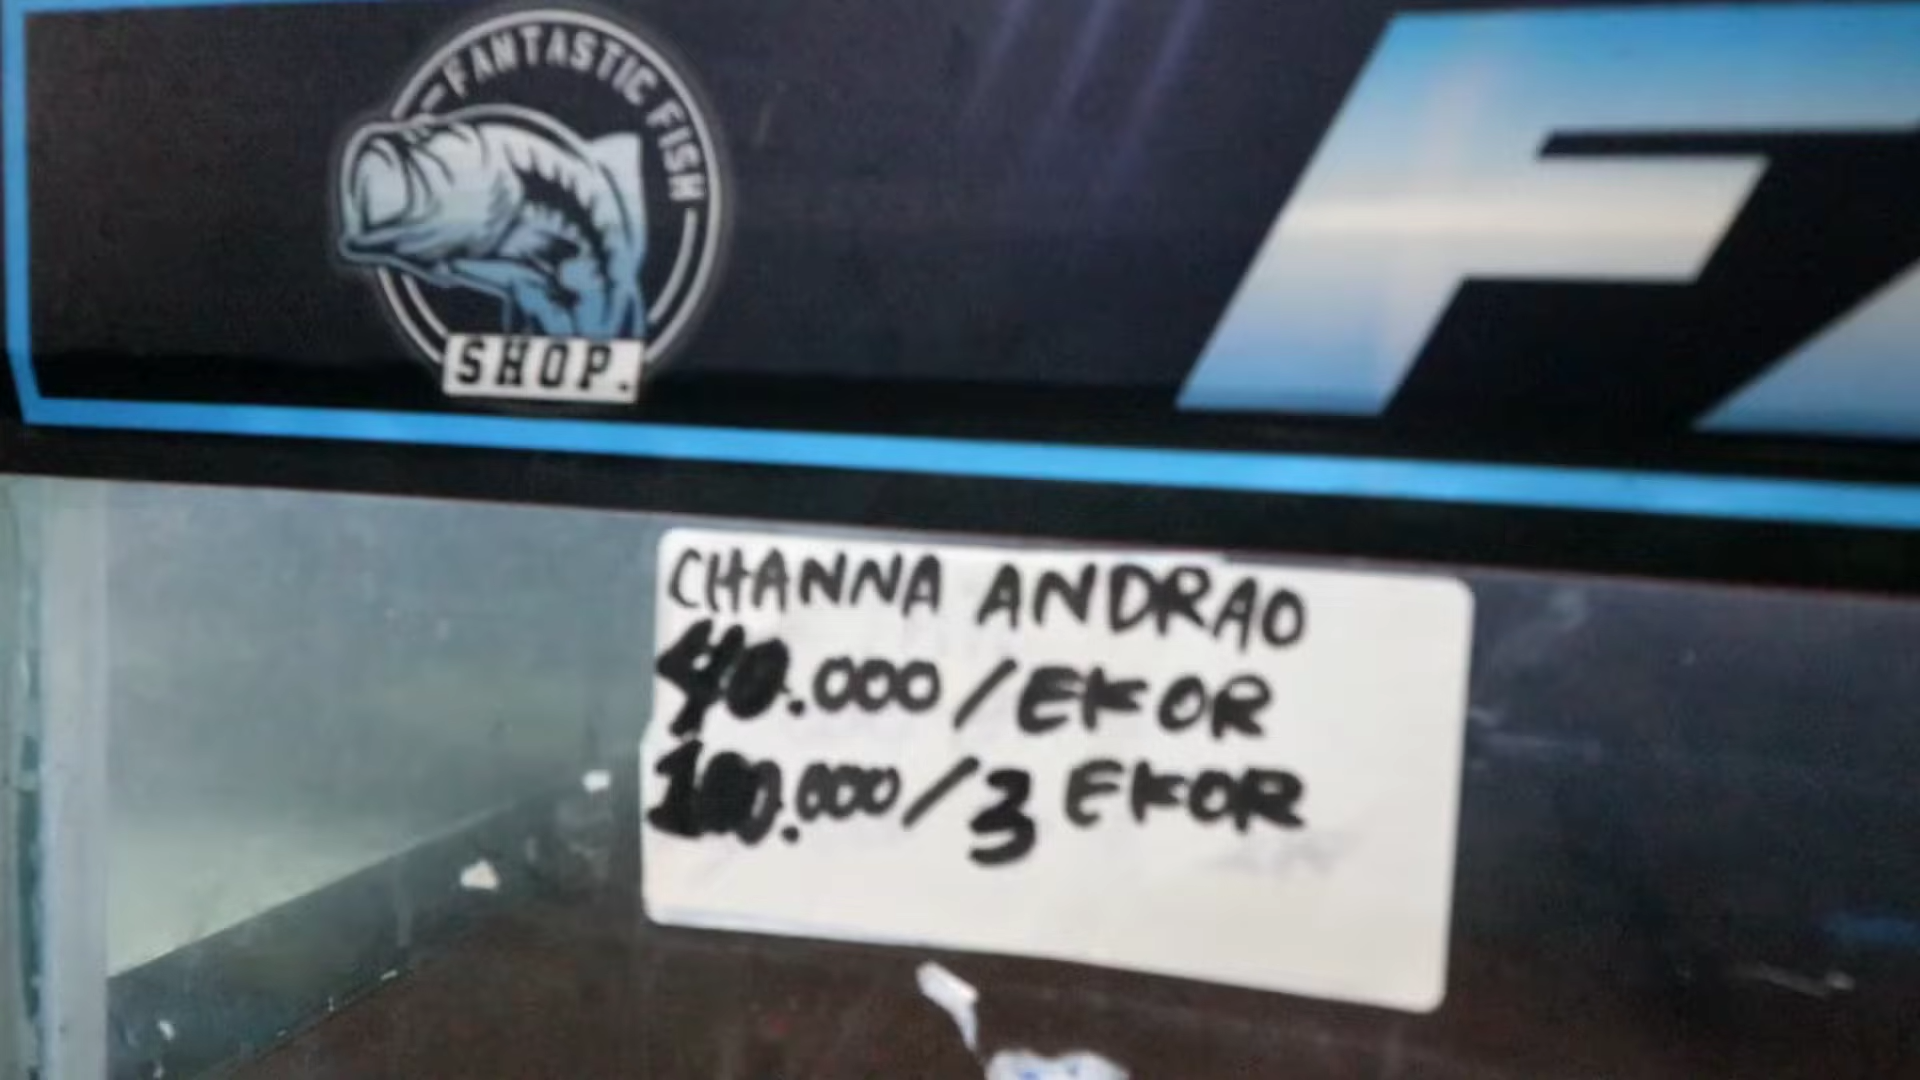 FANTASTIC FISH
SHOP.
F
CHANNA ANDRAO
40.000/EKOR
100.000/3 EKOR